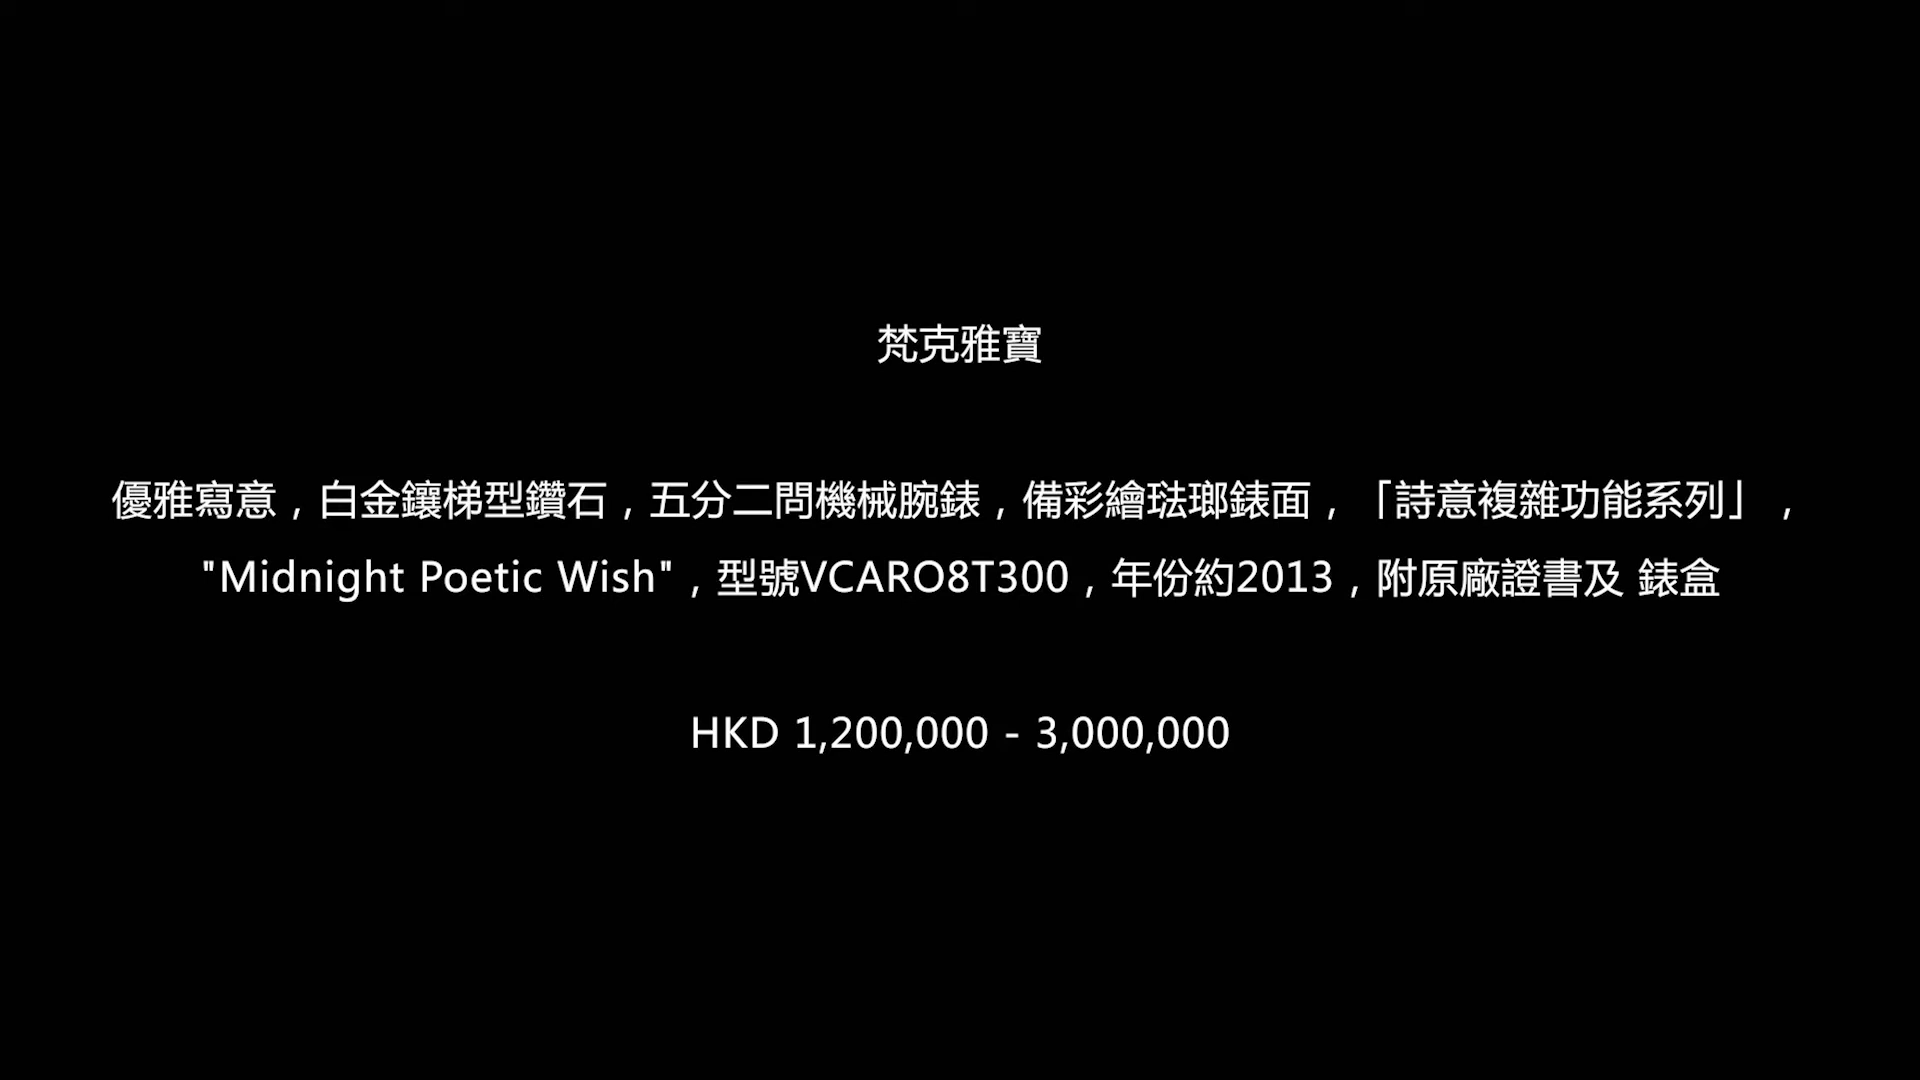 梵克雅寶
優雅寫意，白金鑲梯型鑽石，五分二問機械腕錶，備彩繪琺瑯錶面，「詩意複雜功能系列」，
"Midnight Poetic Wish"，型號VCARO8T300，年份約2013，附原廠證書及 錶盒
HKD 1,200,000 - 3,000,000